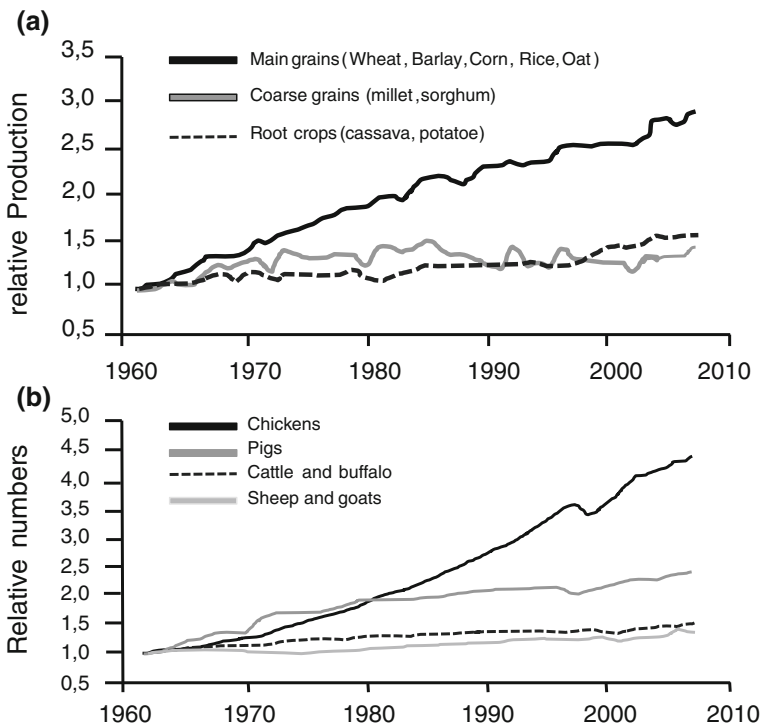 (a)
3,5
3,0
2,5
2,0
1,5
1,0
0,5
relative Production
Main grains (Wheat, Barlay, Corn, Rice, Oat)
Coarse grains (millet, sorghum)
Root crops (cassava, potatoe)
1960 1970 1980 1990 2000 2010
(b)
5,0
4,5
4,0
3,5
3,0
2,5
2,0
1,5
1,0
0,5
Relative numbers
Chickens
Pigs
Cattle and buffalo
Sheep and goats
1960 1970 1980 1990 2000 2010